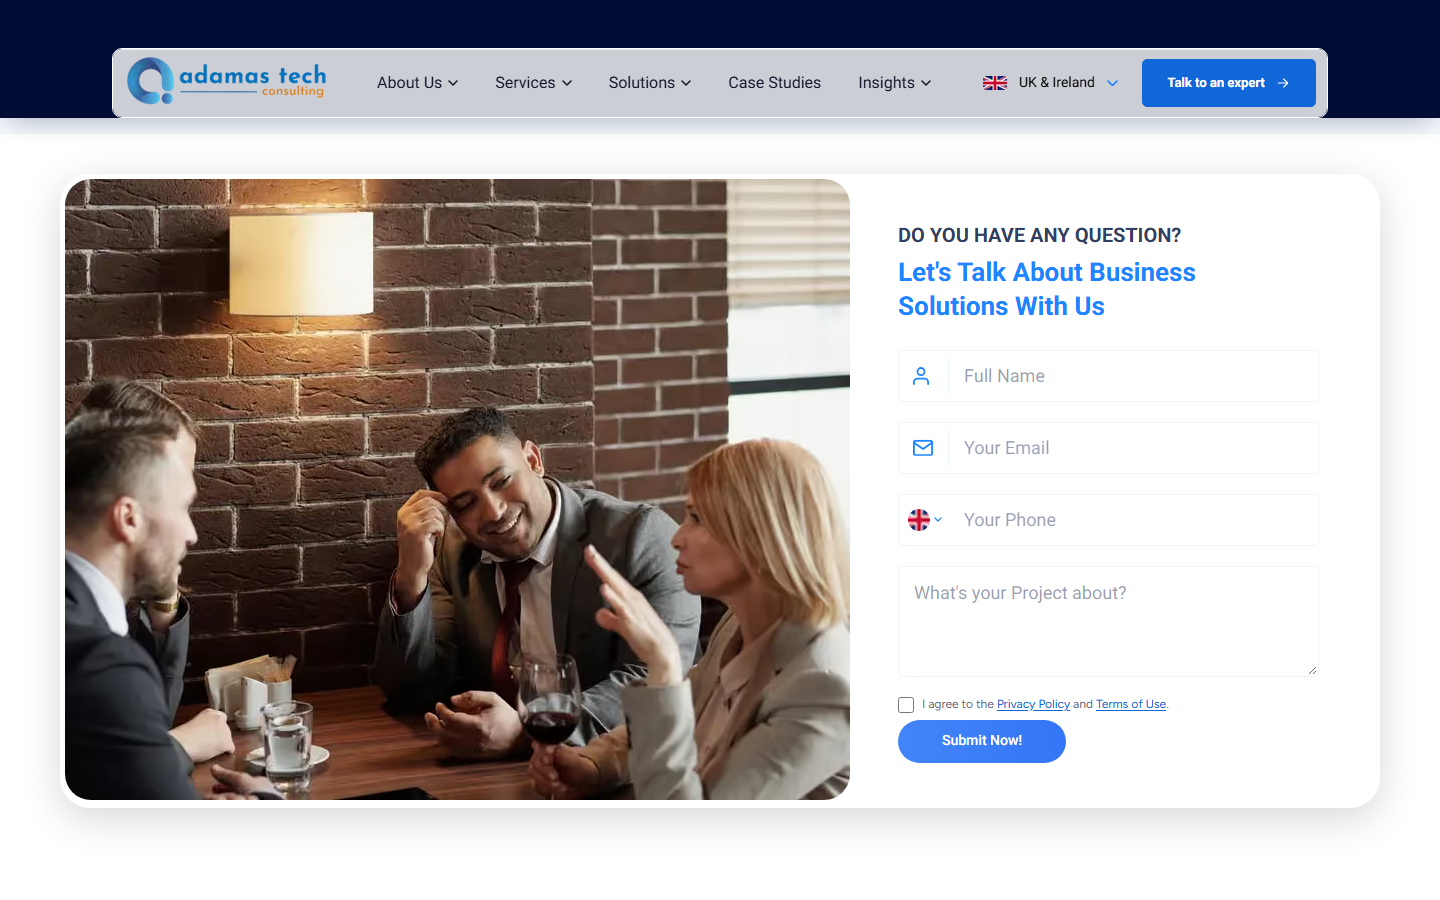 adamas tech
consulting
About Us
Services
Solutions
Case Studies
Insights
UK & Ireland
Talk to an expert
DO YOU HAVE ANY QUESTION?
Let's Talk About Business
Solutions With Us
Full Name
Your Email
Your Phone
What's your Project about?
I agree to the Privacy Policy and Terms of Use.
Submit Now!